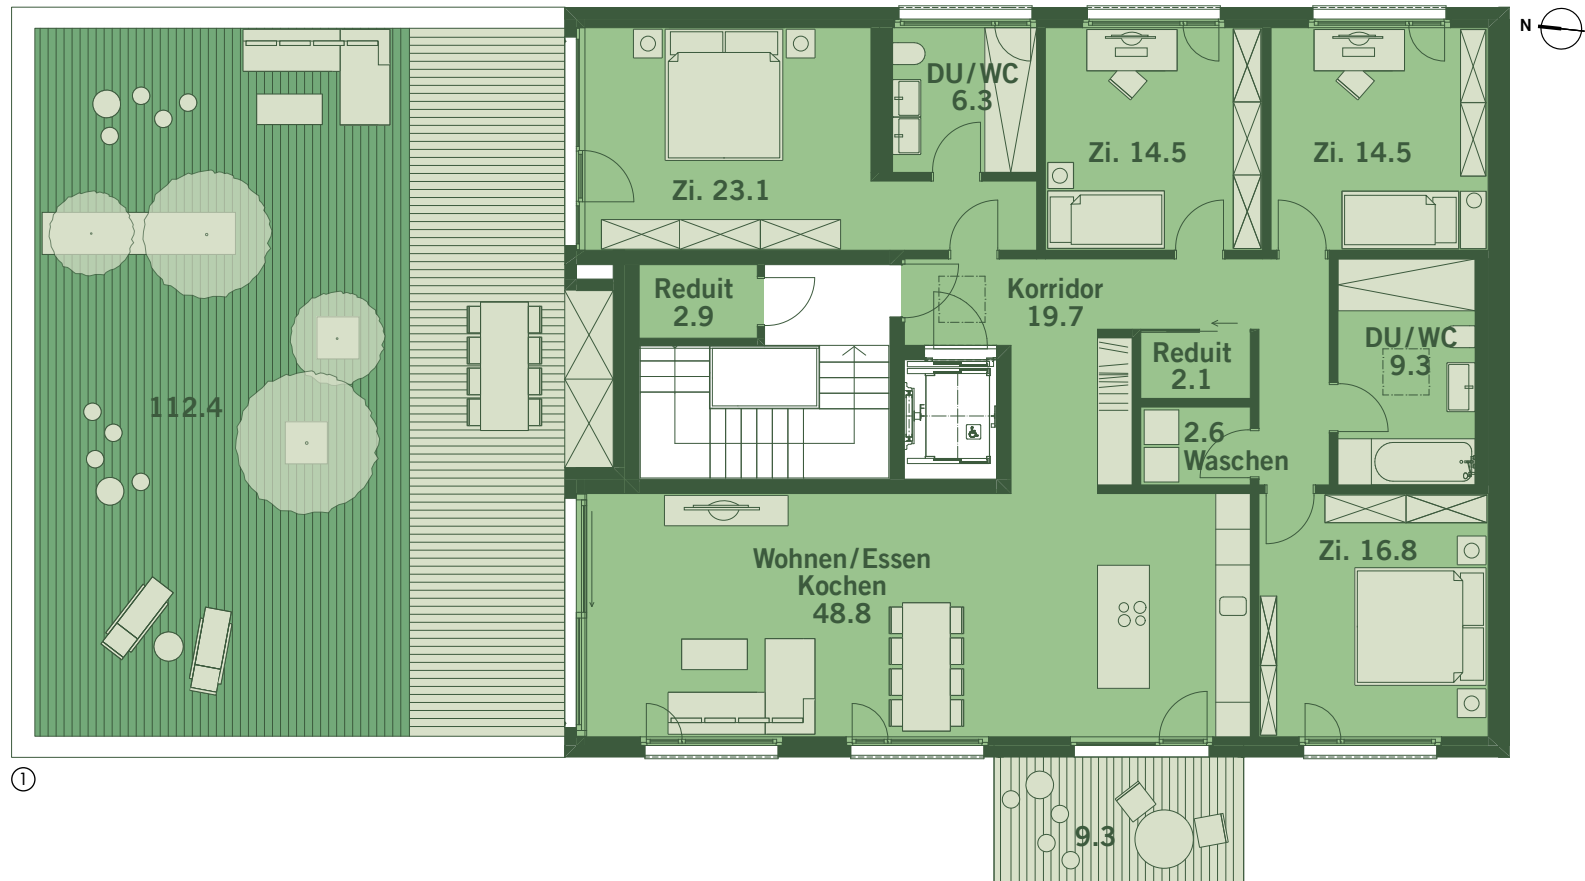 N
DU/WC
6.3
Zi. 14.5
Zi. 14.5
Zi. 23.1
Reduit
2.9
Korridor
19.7
DU/WC
9.3
Reduit
2.1
112.4
2.6
Waschen
Wohnen/Essen
Kochen
48.8
Zi. 16.8
1
9.3